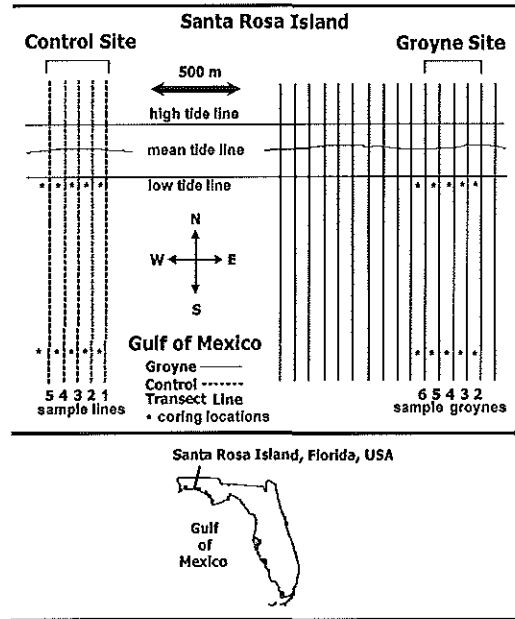 Santa Rosa Island
Control Site
Groyne Site
500 m
high tide line
mean tide line
low tide line
N
W E
S
Gulf of Mexico
Groyne
Control
Transect Line
* coring locations
5 4 3 2 1
sample lines
6 5 4 3 2
sample groynes
Santa Rosa Island, Florida, USA
Gulf
of
Mexico